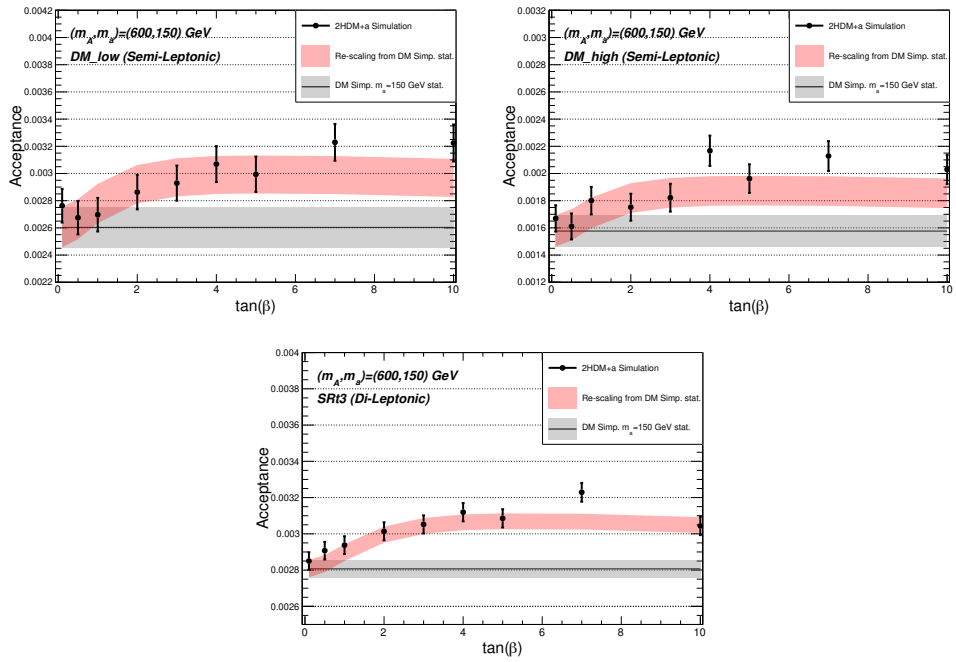 0.0042
0.004
0.0038
0.0036
0.0034
0.0032
0.003
0.0028
0.0026
0.0024
0.0022
Acceptance
(m_A,m_a)=(600,150) GeV
DM_low (Semi-Leptonic)
2HDM+a Simulation
Re-scaling from DM Simp. stat.
DM Simp. m_a=150 GeV stat.
0 2 4 6 8 10
tan(β)
0.0032
0.003
0.0028
0.0026
0.0024
0.0022
0.002
0.0018
0.0016
0.0014
0.0012
Acceptance
(m_A,m_a)=(600,150) GeV
DM_high (Semi-Leptonic)
2HDM+a Simulation
Re-scaling from DM Simp. stat.
DM Simp. m_a=150 GeV stat.
0 2 4 6 8 10
tan(β)
0.004
0.0038
0.0036
0.0034
0.0032
0.003
0.0028
0.0026
Acceptance
(m_A,m_a)=(600,150) GeV
SRt3 (Di-Leptonic)
2HDM+a Simulation
Re-scaling from DM Simp. stat.
DM Simp. m_a=150 GeV stat.
0 2 4 6 8 10
tan(β)